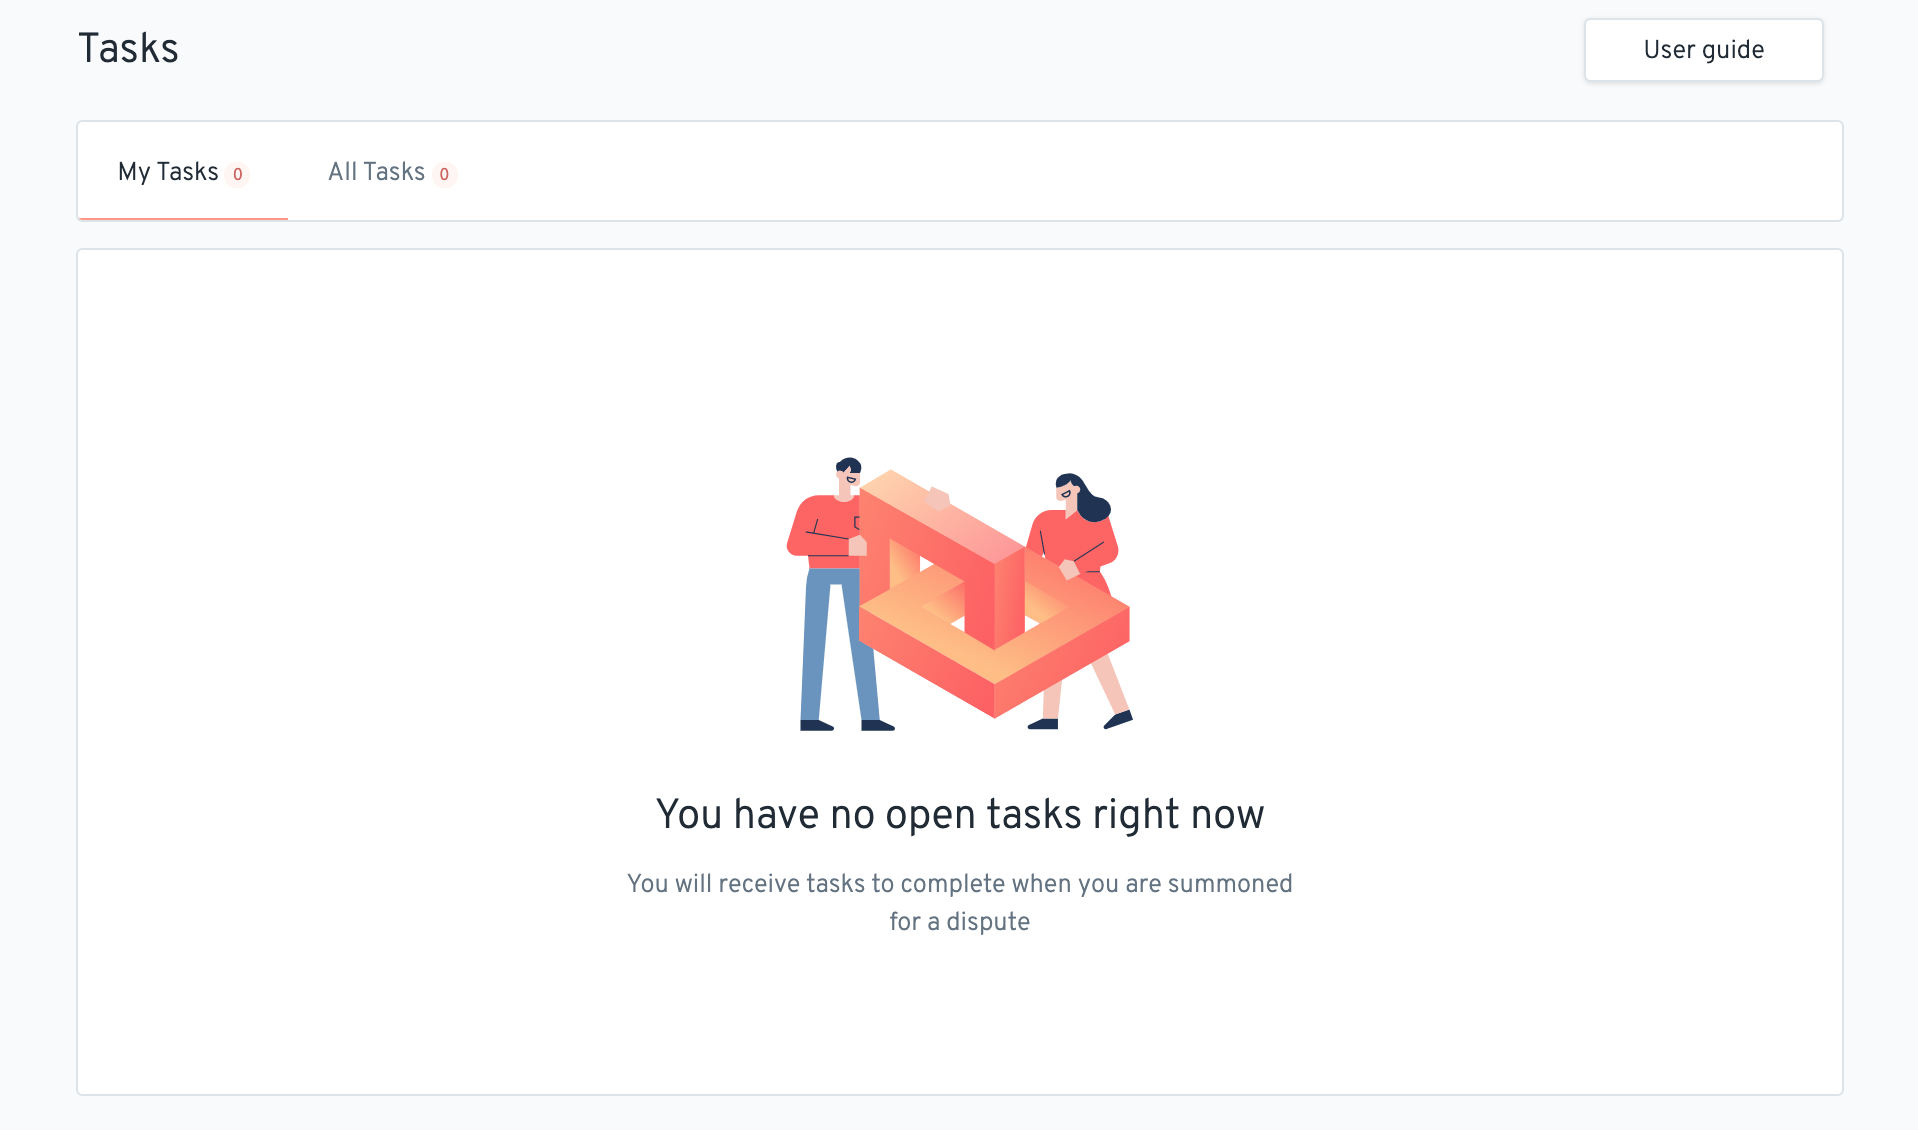 Tasks
User guide
My Tasks 0
All Tasks 0
You have no open tasks right now
You will receive tasks to complete when you are summoned
for a dispute